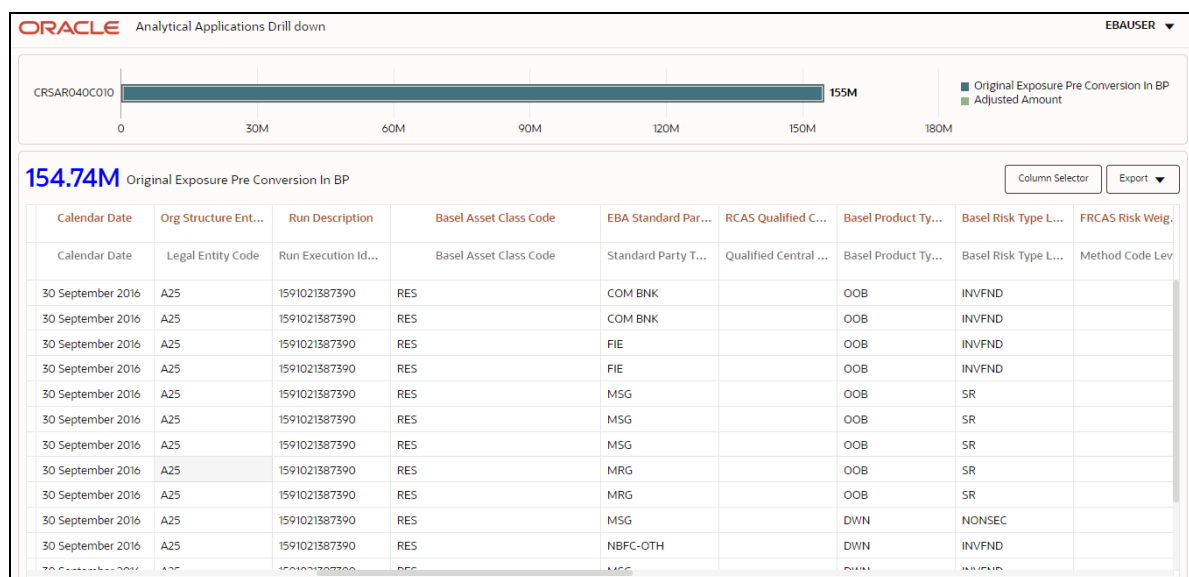 ORACLE Analytical Applications Drill down EBAUSER
CRSAR040C010 155M Original Exposure Pre Conversion In BP
Adjusted Amount
0 30M 60M 90M 120M 150M 180M
154.74M Original Exposure Pre Conversion In BP Column Selector Export
Calendar Date Org Structure Ent... Run Description Basel Asset Class Code EBA Standard Par... RCAS Qualified C... Basel Product Ty... Basel Risk Type L... FRCAS Risk Weig.
Calendar Date Legal Entity Code Run Execution Id... Basel Asset Class Code Standard Party T... Qualified Central ... Basel Product Ty... Basel Risk Type L... Method Code Lev
30 September 2016 A25 1591021387390 RES COM BNK OOB INVFND
30 September 2016 A25 1591021387390 RES COM BNK OOB INVFND
30 September 2016 A25 1591021387390 RES FIE OOB INVFND
30 September 2016 A25 1591021387390 RES FIE OOB INVFND
30 September 2016 A25 1591021387390 RES MSG OOB SR
30 September 2016 A25 1591021387390 RES MSG OOB SR
30 September 2016 A25 1591021387390 RES MSG OOB SR
30 September 2016 A25 1591021387390 RES MRG OOB SR
30 September 2016 A25 1591021387390 RES MRG OOB SR
30 September 2016 A25 1591021387390 RES MSG DWN NONSEC
30 September 2016 A25 1591021387390 RES NBFC-OTH DWN INVFND